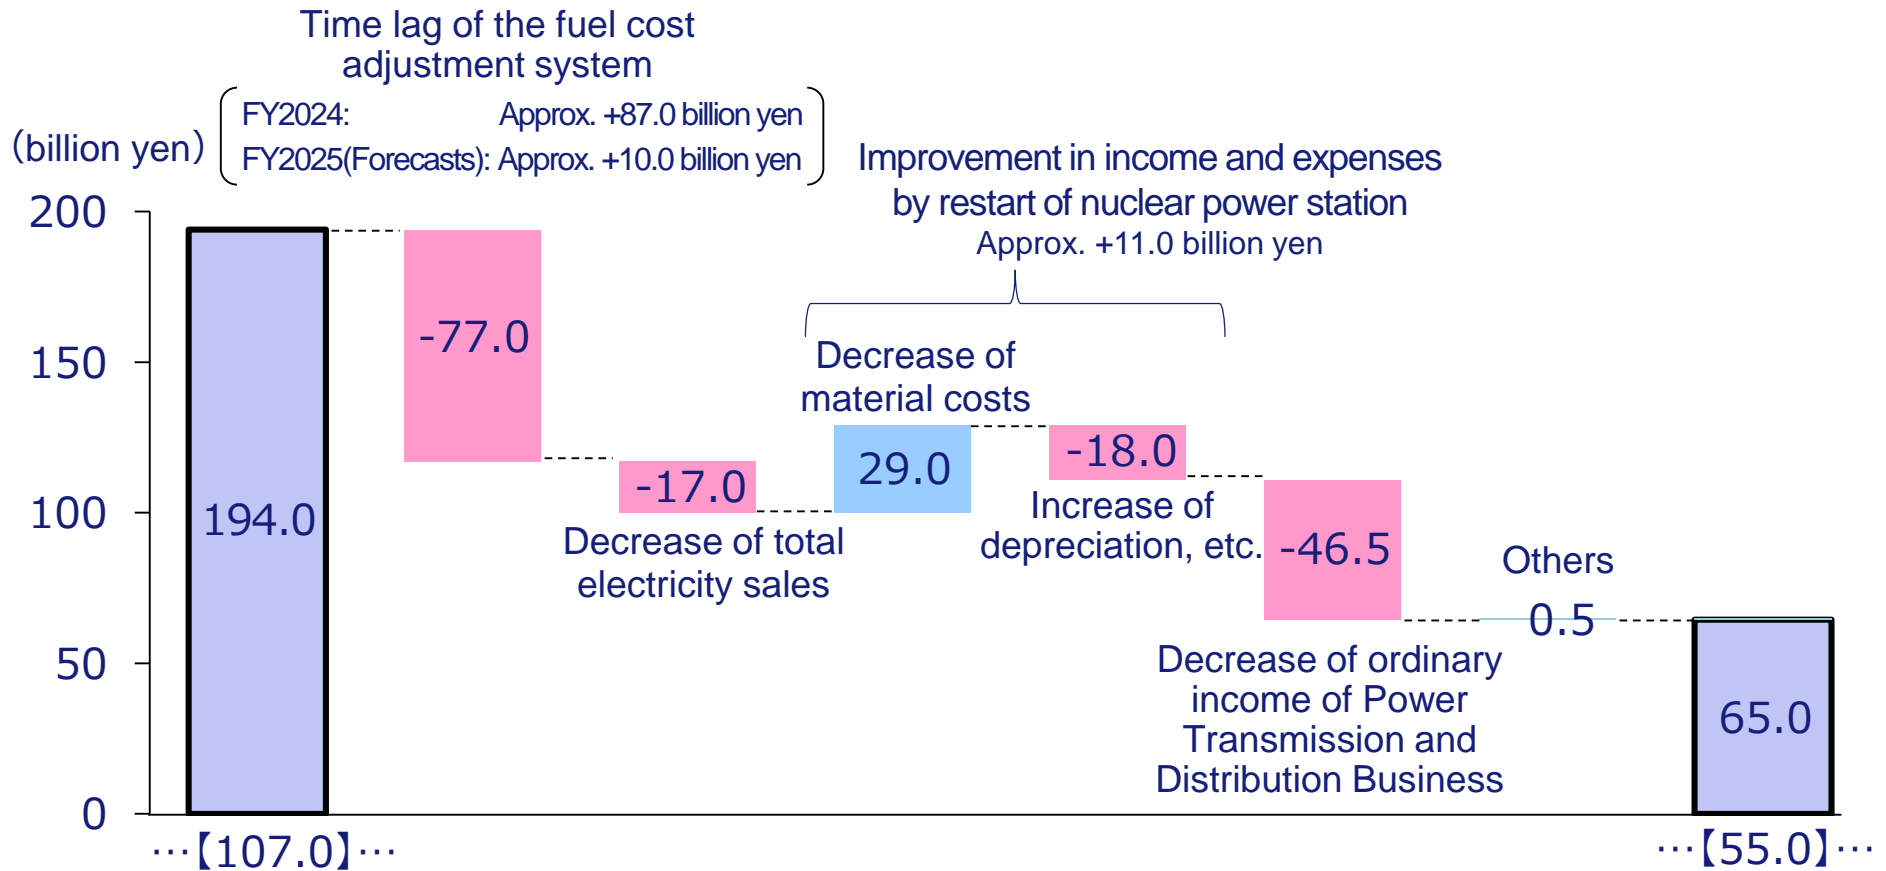 Time lag of the fuel cost
adjustment system
FY2024: Approx. +87.0 billion yen
FY2025(Forecasts): Approx. +10.0 billion yen
(billion yen)
Improvement in income and expenses
by restart of nuclear power station
Approx. +11.0 billion yen
200
150
100
50
0
194.0
-77.0
-17.0
Decrease of total
electricity sales
Decrease of
material costs
29.0
-18.0
Increase of
depreciation, etc.
-46.5
Decrease of ordinary
income of Power
Transmission and
Distribution Business
Others
0.5
65.0
…【107.0】…
…【55.0】…